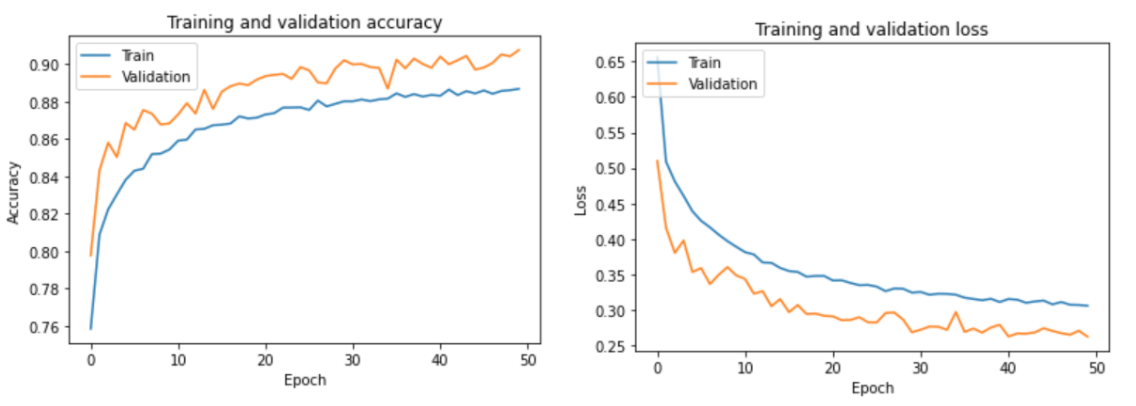 Training and validation accuracy
Train
Validation
0.90
0.88
0.86
0.84
0.82
0.80
0.78
0.76
Accuracy
0 10 20 30 40 50
Epoch
Training and validation loss
Train
Validation
0.65
0.60
0.55
0.50
0.45
0.40
0.35
0.30
0.25
Loss
0 10 20 30 40 50
Epoch